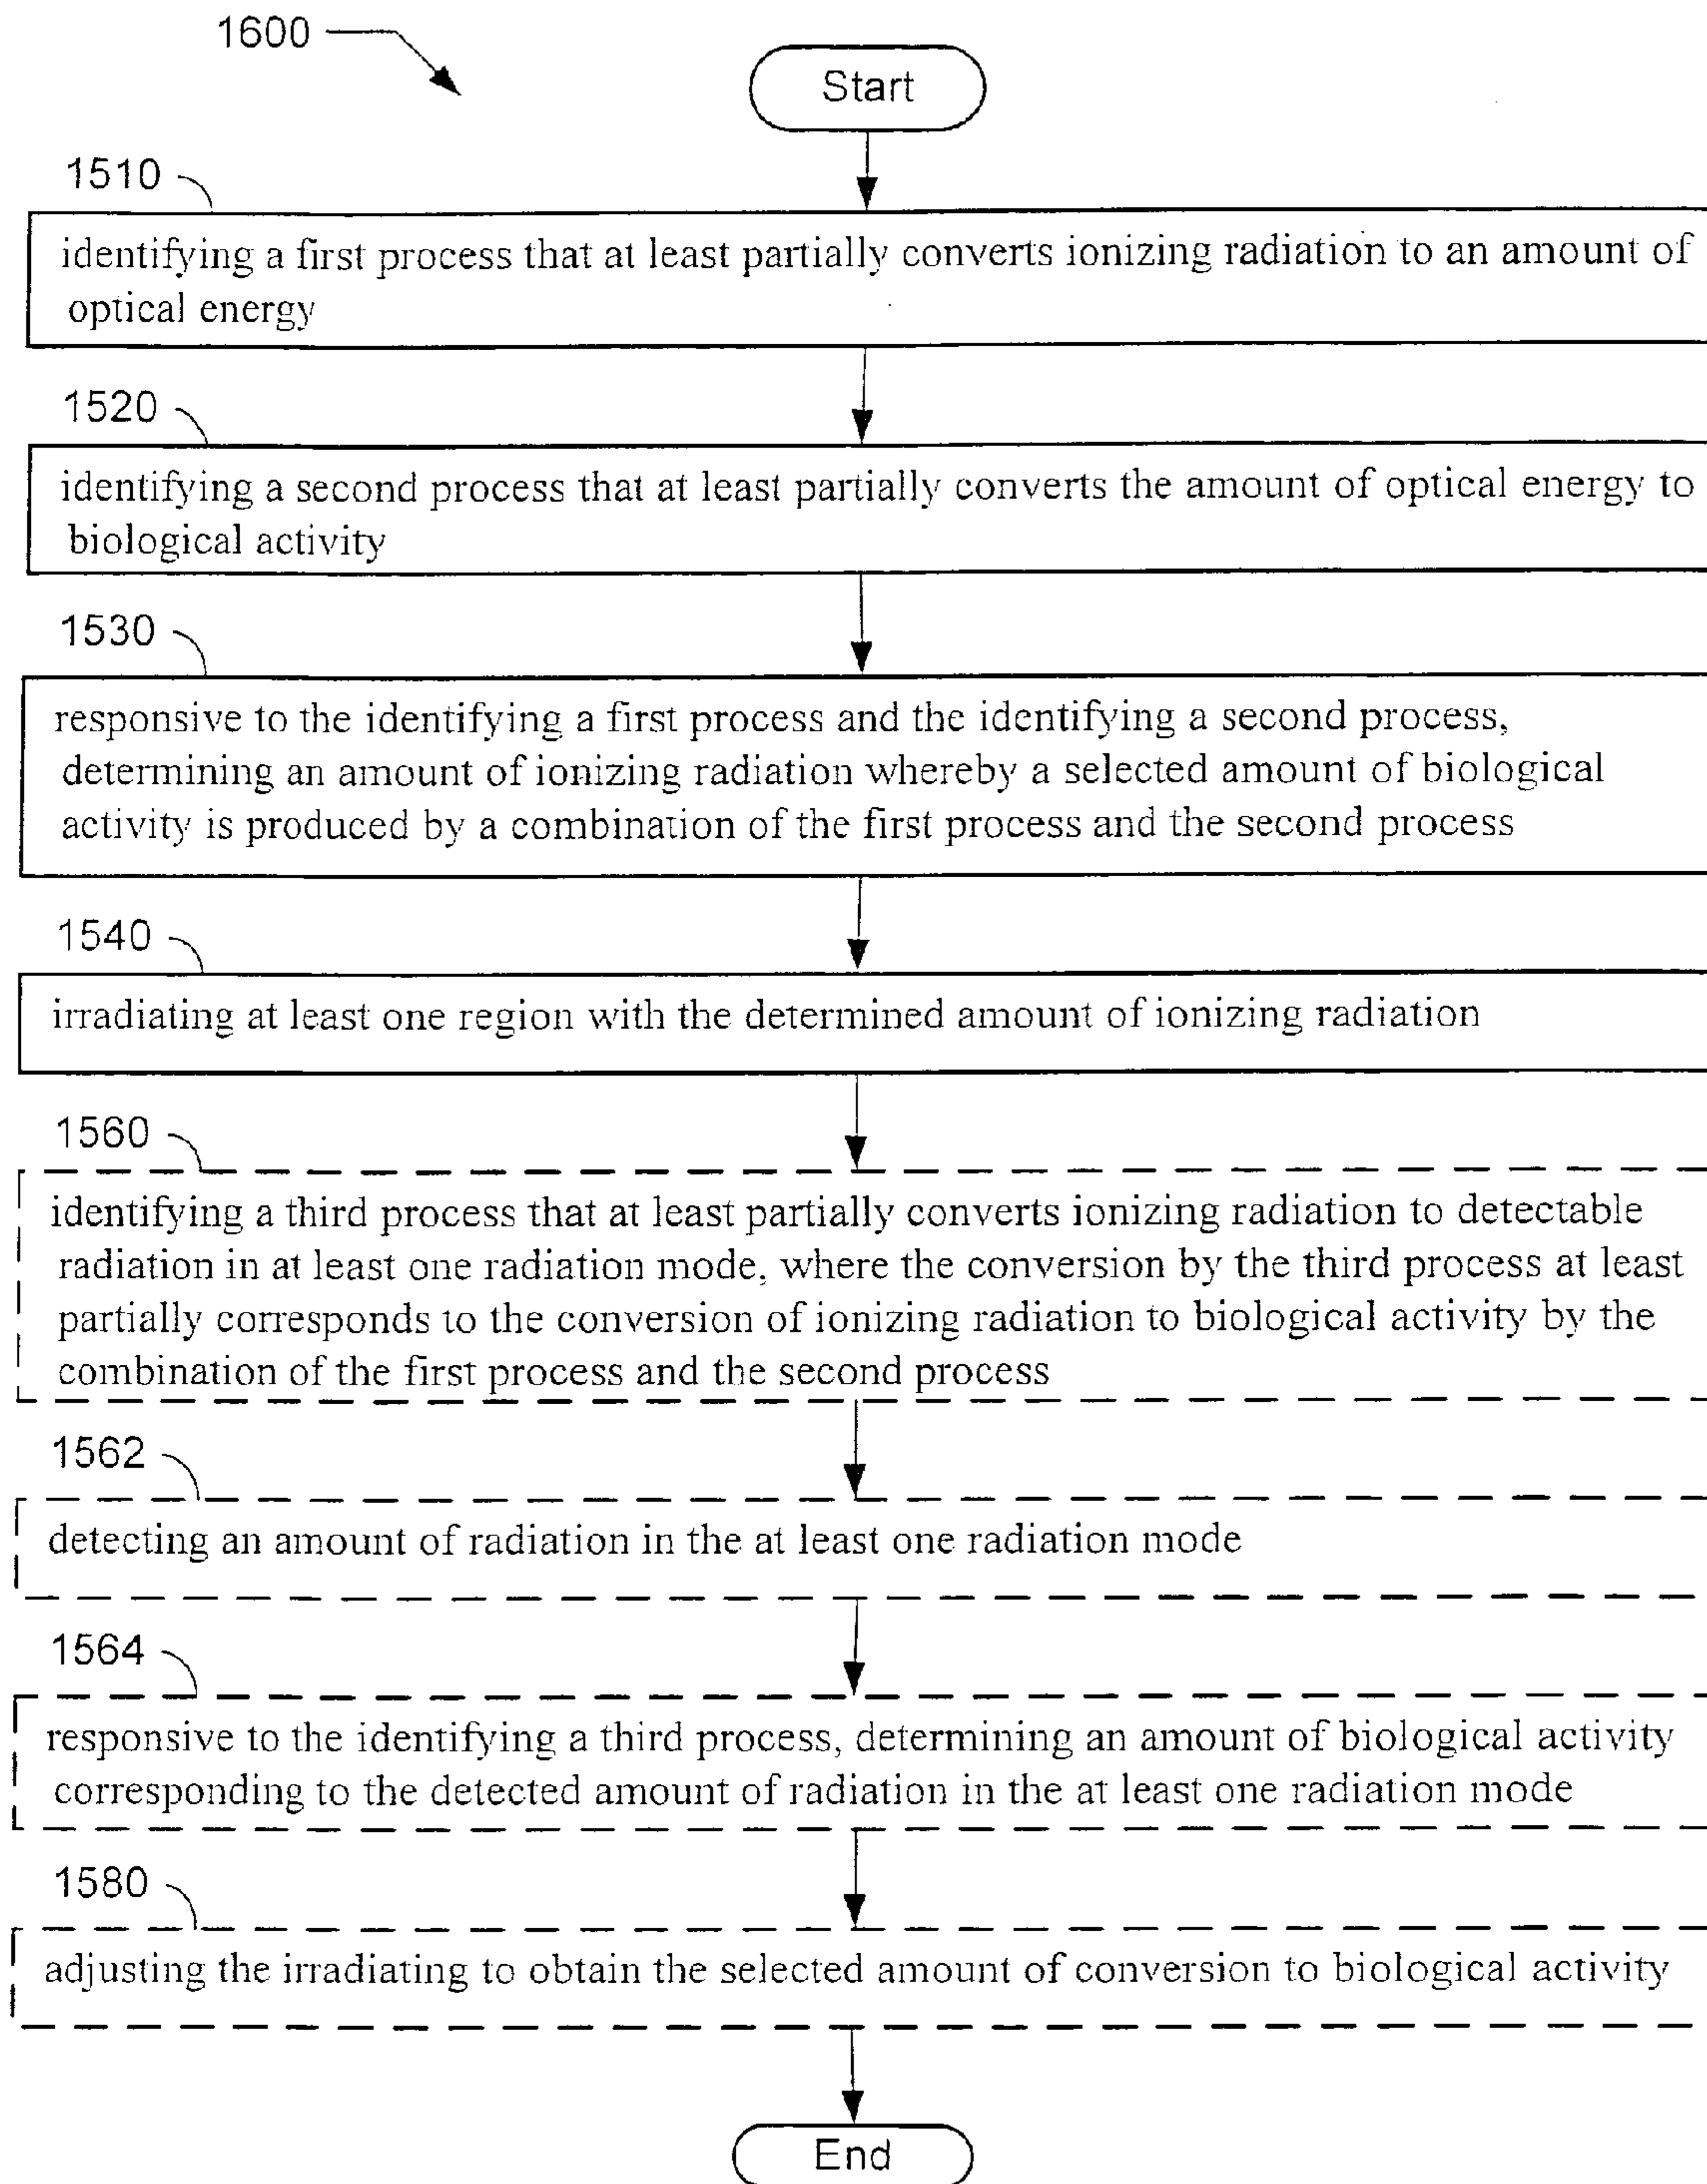 1600
Start
1510
identifying a first process that at least partially converts ionizing radiation to an amount of
optical energy
1520
identifying a second process that at least partially converts the amount of optical energy to
biological activity
1530
responsive to the identifying a first process and the identifying a second process,
determining an amount of ionizing radiation whereby a selected amount of biological
activity is produced by a combination of the first process and the second process
1540
irradiating at least one region with the determined amount of ionizing radiation
1560
identifying a third process that at least partially converts ionizing radiation to detectable
radiation in at least one radiation mode, where the conversion by the third process at least
partially corresponds to the conversion of ionizing radiation to biological activity by the
combination of the first process and the second process
1562
detecting an amount of radiation in the at least one radiation mode
1564
responsive to the identifying a third process, determining an amount of biological activity
corresponding to the detected amount of radiation in the at least one radiation mode
1580
adjusting the irradiating to obtain the selected amount of conversion to biological activity
End